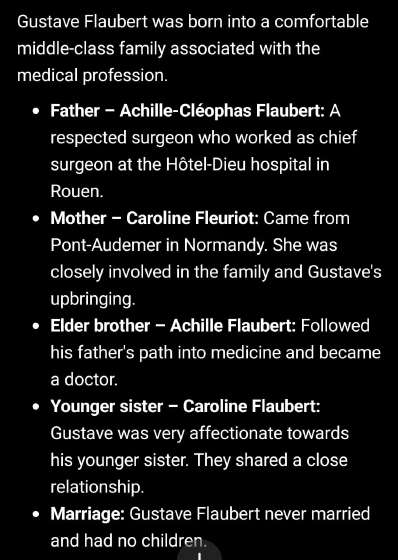 Gustave Flaubert was born into a comfortable
middle-class family associated with the
medical profession.
• Father – Achille-Cléophas Flaubert: A
respected surgeon who worked as chief
surgeon at the Hôtel-Dieu hospital in
Rouen.
• Mother – Caroline Fleuriot: Came from
Pont-Audemer in Normandy. She was
closely involved in the family and Gustave's
upbringing.
• Elder brother – Achille Flaubert: Followed
his father's path into medicine and became
a doctor.
• Younger sister – Caroline Flaubert:
Gustave was very affectionate towards
his younger sister. They shared a close
relationship.
• Marriage: Gustave Flaubert never married
and had no children.